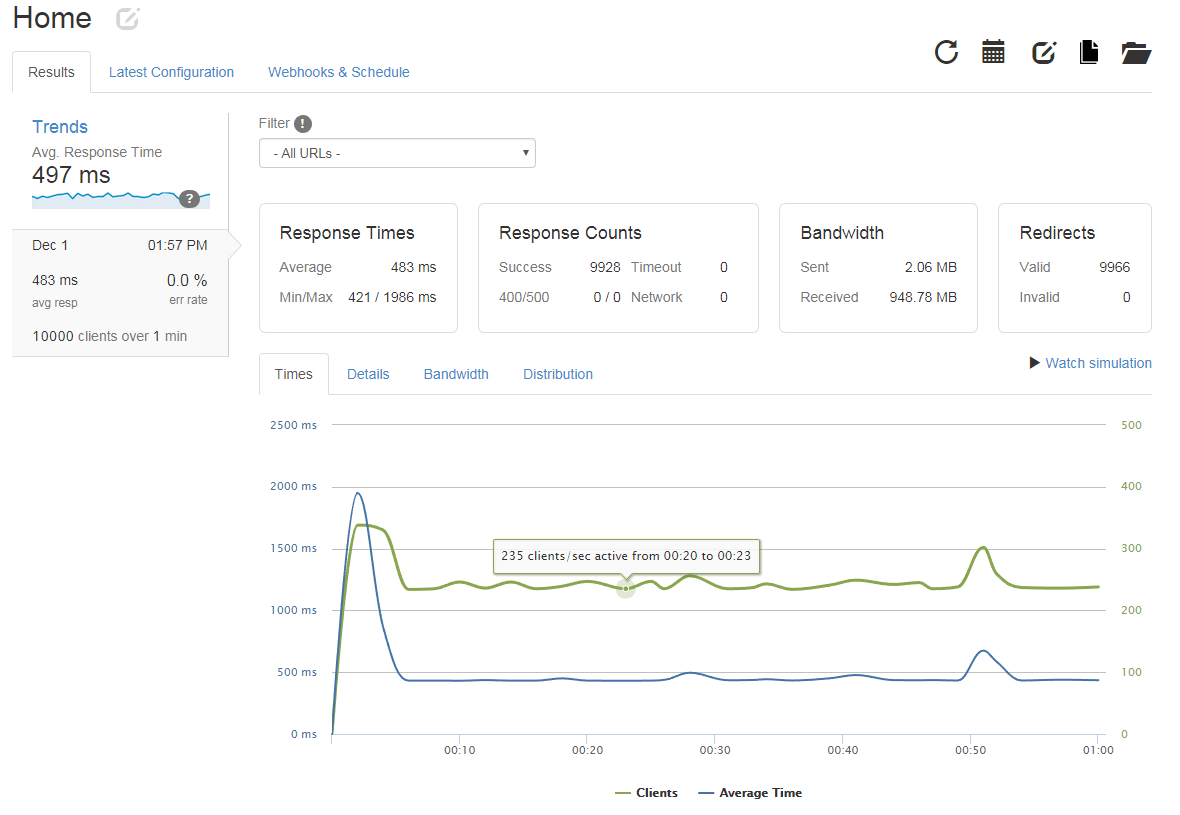 Home
Results Latest Configuration Webhooks & Schedule
Trends
Avg. Response Time
497 ms
?
Dec 1 01:57 PM
483 ms 0.0 %
avg resp err rate
10000 clients over 1 min
Filter !
- All URLs -
Response Times
Average 483 ms
Min/Max 421 / 1986 ms
Response Counts
Success 9928 Timeout 0
400/500 0 / 0 Network 0
Bandwidth
Sent 2.06 MB
Received 948.78 MB
Redirects
Valid 9966
Invalid 0
Times Details Bandwidth Distribution
Watch simulation
2500 ms 500
2000 ms 400
1500 ms 300
235 clients/sec active from 00:20 to 00:23
1000 ms 200
500 ms 100
0 ms 0
00:10 00:20 00:30 00:40 00:50 01:00
Clients Average Time